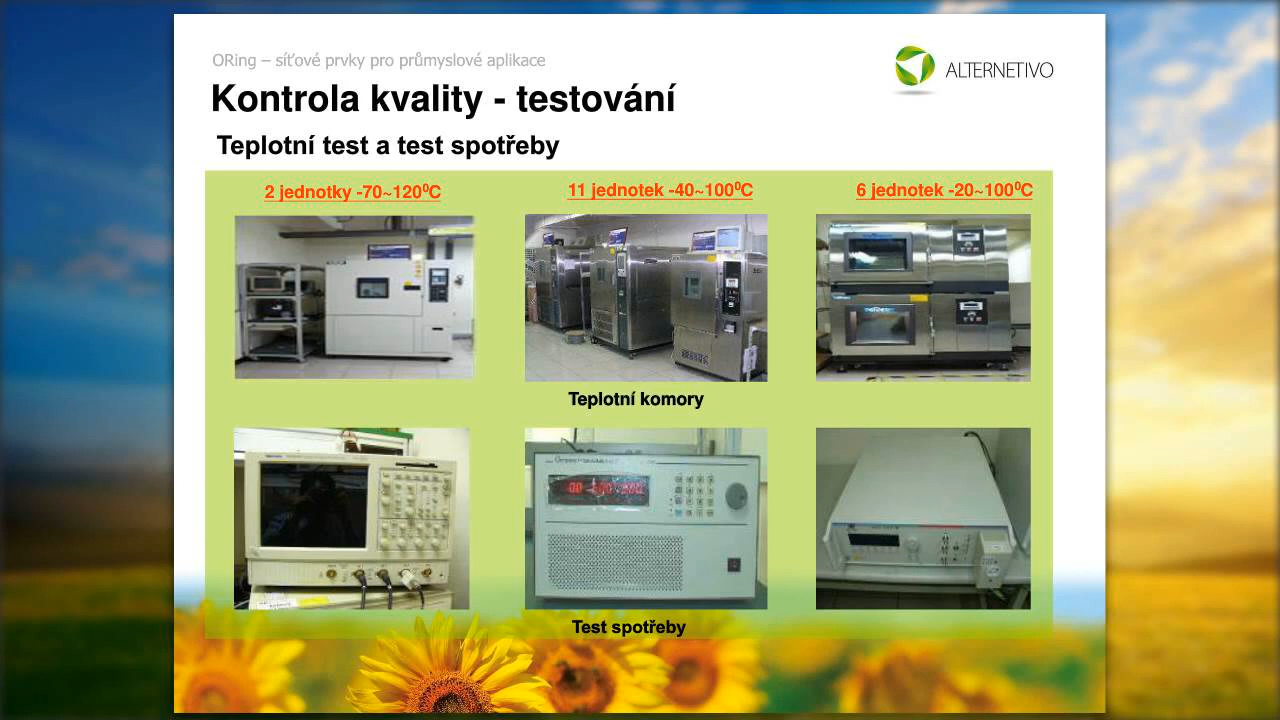 ORing – síťové prvky pro průmyslové aplikace
ALTERNETIVO
Kontrola kvality - testování
Teplotní test a test spotřeby
2 jednotky -70~120⁰C
11 jednotek -40~100⁰C
6 jednotek -20~100⁰C
Teplotní komory
Test spotřeby